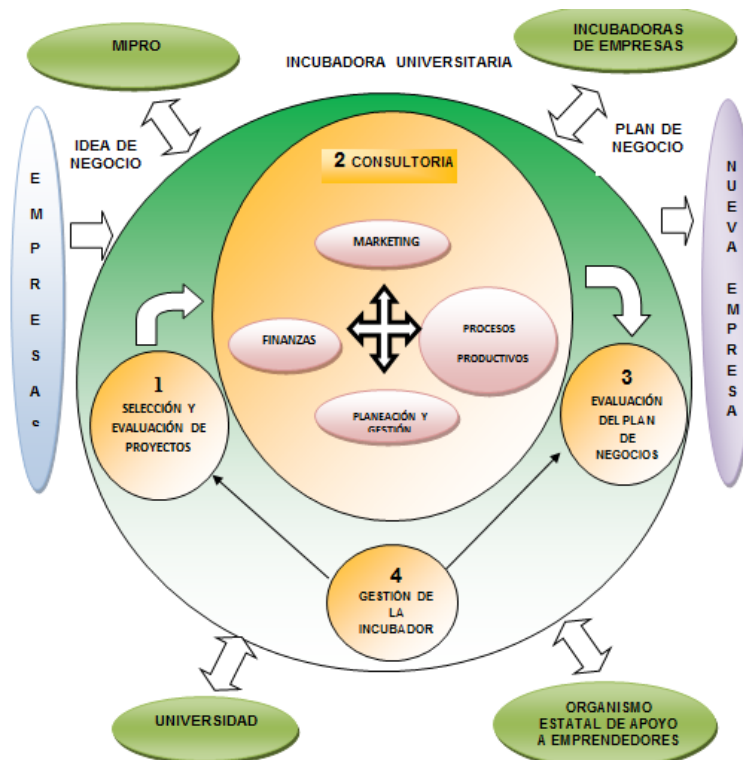 MIPRO
INCUBADORAS
DE EMPRESAS
INCUBADORA UNIVERSITARIA
IDEA DE
NEGOCIO
PLAN DE
NEGOCIO
E
M
P
R
E
S
A
S
2 CONSULTORIA
MARKETING
FINANZAS
PROCESOS
PRODUCTIVOS
PLANEACIÓN Y
GESTIÓN
1
SELECCIÓN Y
EVALUACIÓN DE
PROYECTOS
3
EVALUACIÓN
DEL PLAN DE
NEGOCIOS
4
GESTIÓN DE
LA
INCUBADOR
N
U
E
V
A
E
M
P
R
E
S
A
UNIVERSIDAD
ORGANISMO
ESTATAL DE APOYO
A EMPRENDEDORES